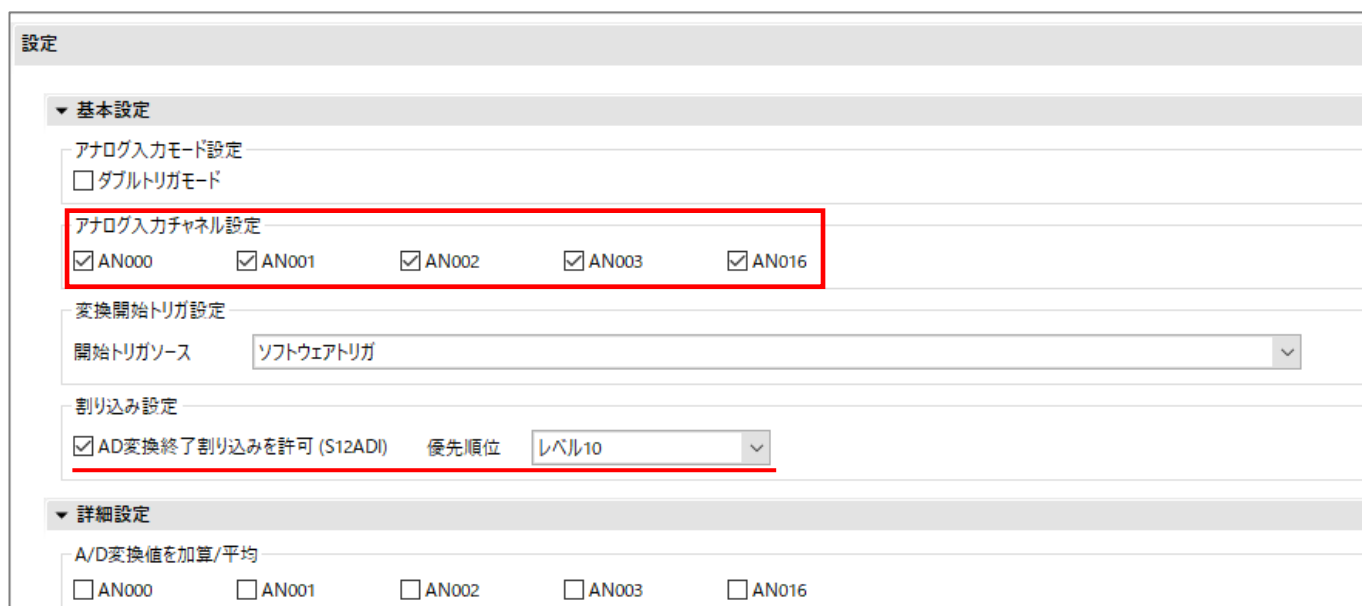 設定
基本設定
アナログ入力モード設定
ダブルトリガモード
アナログ入力チャネル設定
AN000 AN001 AN002 AN003 AN016
変換開始トリガ設定
開始トリガソース ソフトウェアトリガ
割り込み設定
AD変換終了割り込みを許可 (S12ADI) 優先順位 レベル10
詳細設定
A/D変換値を加算/平均
AN000 AN001 AN002 AN003 AN016